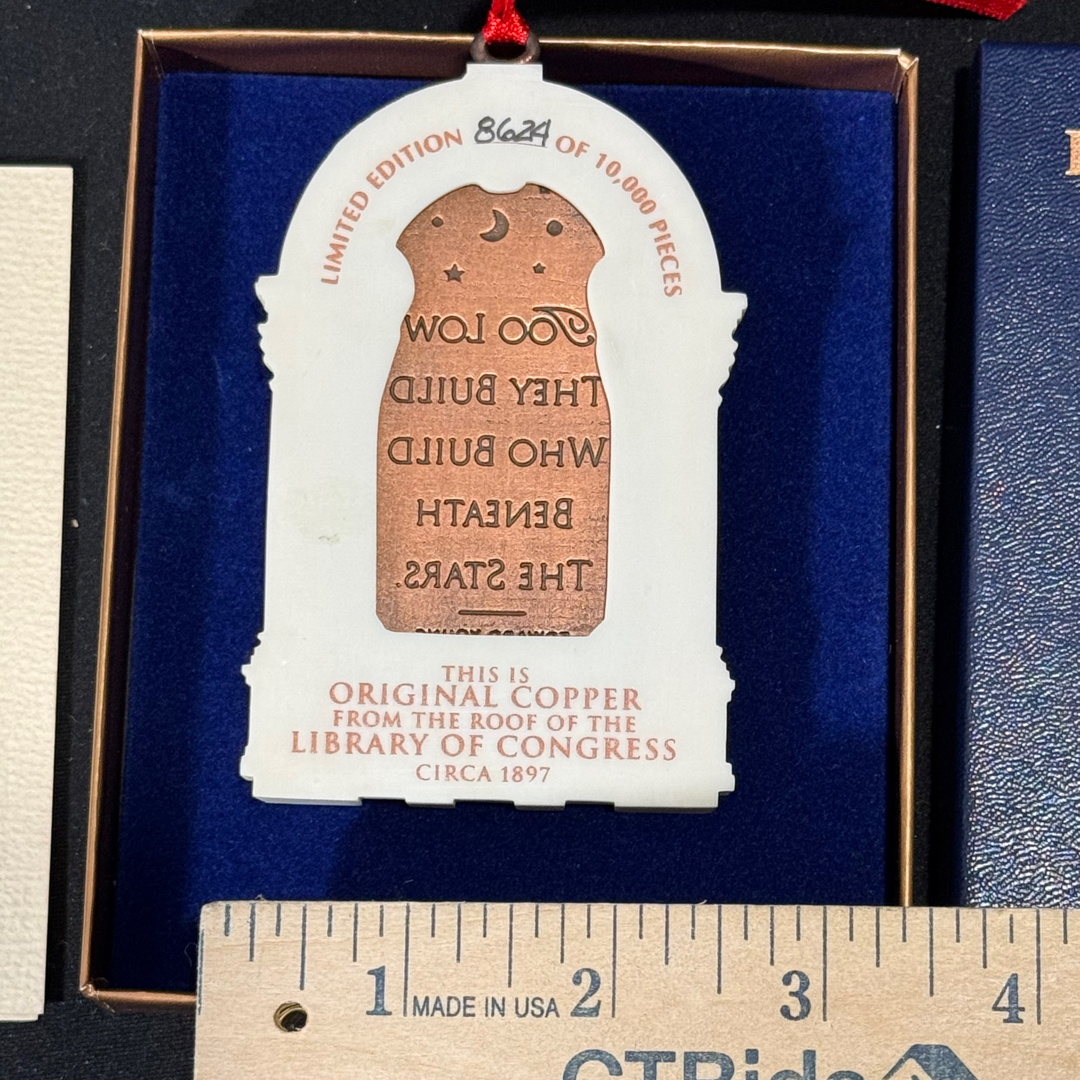 LIMITED EDITION 8624 OF 10,000 PIECES
TOO LOW
THEY BUILD
WHO BUILD
BENEATH
THE STARS.
THIS IS
ORIGINAL COPPER
FROM THE ROOF OF THE
LIBRARY OF CONGRESS
CIRCA 1897
1 MADE IN USA 2 3 4
CTRides